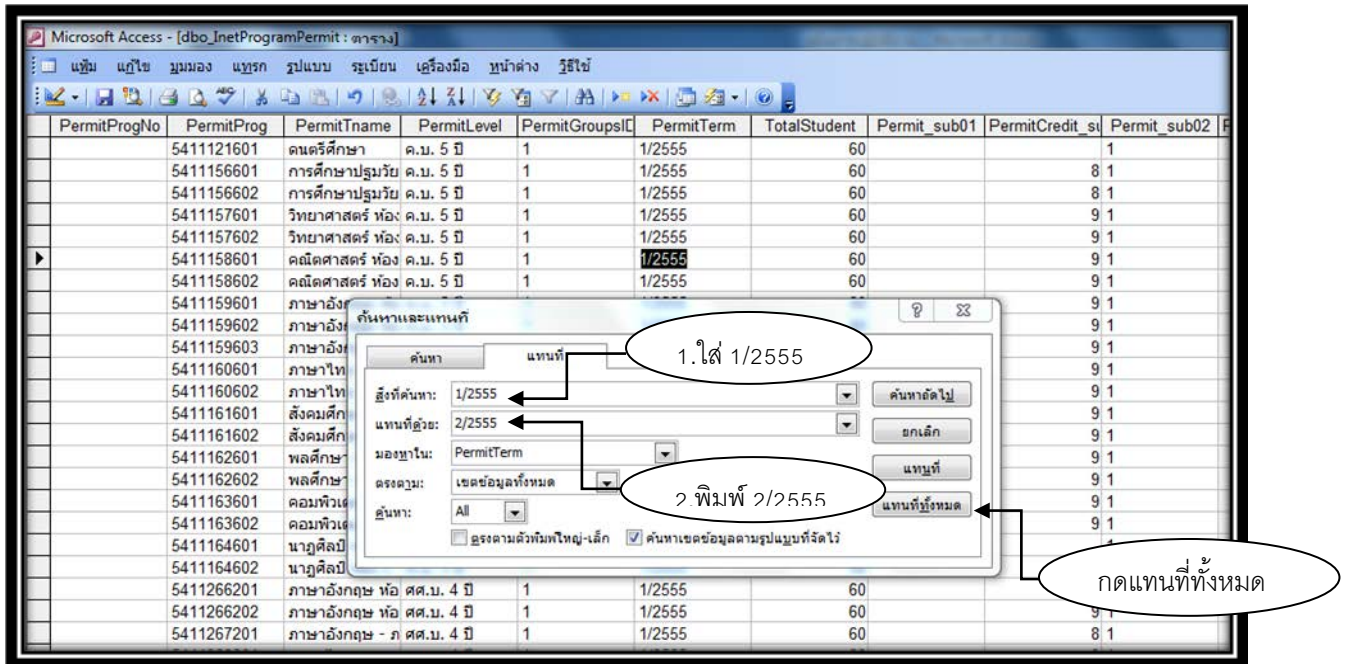 Microsoft Access - [dbo_InetProgramPermit : ตาราง]
แฟ้ม แก้ไข มุมมอง แทรก รูปแบบ ระเบียน เครื่องมือ หน้าต่าง วิธีใช้
PermitProgNo PermitProg PermitTname PermitLevel PermitGroupsID PermitTerm TotalStudent Permit_sub01 PermitCredit_su Permit_sub02
5411121601 ดนตรีศึกษา ค.บ. 5 ปี 1 1/2555 60 1
5411156601 การศึกษาปฐมวัย ค.บ. 5 ปี 1 1/2555 60 8 1
5411156602 การศึกษาปฐมวัย ค.บ. 5 ปี 1 1/2555 60 8 1
5411157601 วิทยาศาสตร์ ห้อง ค.บ. 5 ปี 1 1/2555 60 9 1
5411157602 วิทยาศาสตร์ ห้อง ค.บ. 5 ปี 1 1/2555 60 9 1
5411158601 คณิตศาสตร์ ห้อง ค.บ. 5 ปี 1 1/2555 60 9 1
5411158602 คณิตศาสตร์ ห้อง ค.บ. 5 ปี 1 1/2555 60 9 1
5411159601 ภาษาอัง 9 1
5411159602 ภาษาอัง 9 1
5411159603 ภาษาอัง 9 1
5411160601 ภาษาไท 9 1
5411160602 ภาษาไท 9 1
5411161601 สังคมศึก 9 1
5411161602 สังคมศึก 9 1
5411162601 พลศึกษา 9 1
5411162602 พลศึกษา 9 1
5411163601 คอมพิวเต 9 1
5411163602 คอมพิวเต 9 1
5411164601 นาฏศิลป์
5411164602 นาฏศิลป์
5411266201 ภาษาอังกฤษ ห้อ ศศ.บ. 4 ปี 1 1/2555 60
5411266202 ภาษาอังกฤษ ห้อ ศศ.บ. 4 ปี 1 1/2555 60 9 1
5411267201 ภาษาอังกฤษ - ภ ศศ.บ. 4 ปี 1 1/2555 60 8 1
ค้นหาและแทนที่
ค้นหา แทนที่
สิ่งที่ค้นหา: 1/2555 ค้นหาถัดไป
แทนที่ด้วย: 2/2555 ยกเลิก
มองหาใน: PermitTerm แทนที่
ตรงตาม: เขตข้อมูลทั้งหมด แทนที่ทั้งหมด
ค้นหา: All
ตรงตามตัวพิมพ์ใหญ่-เล็ก ค้นหาเขตข้อมูลตามรูปแบบที่จัดไว้
1.ใส่ 1/2555
2.พิมพ์ 2/2555
กดแทนที่ทั้งหมด